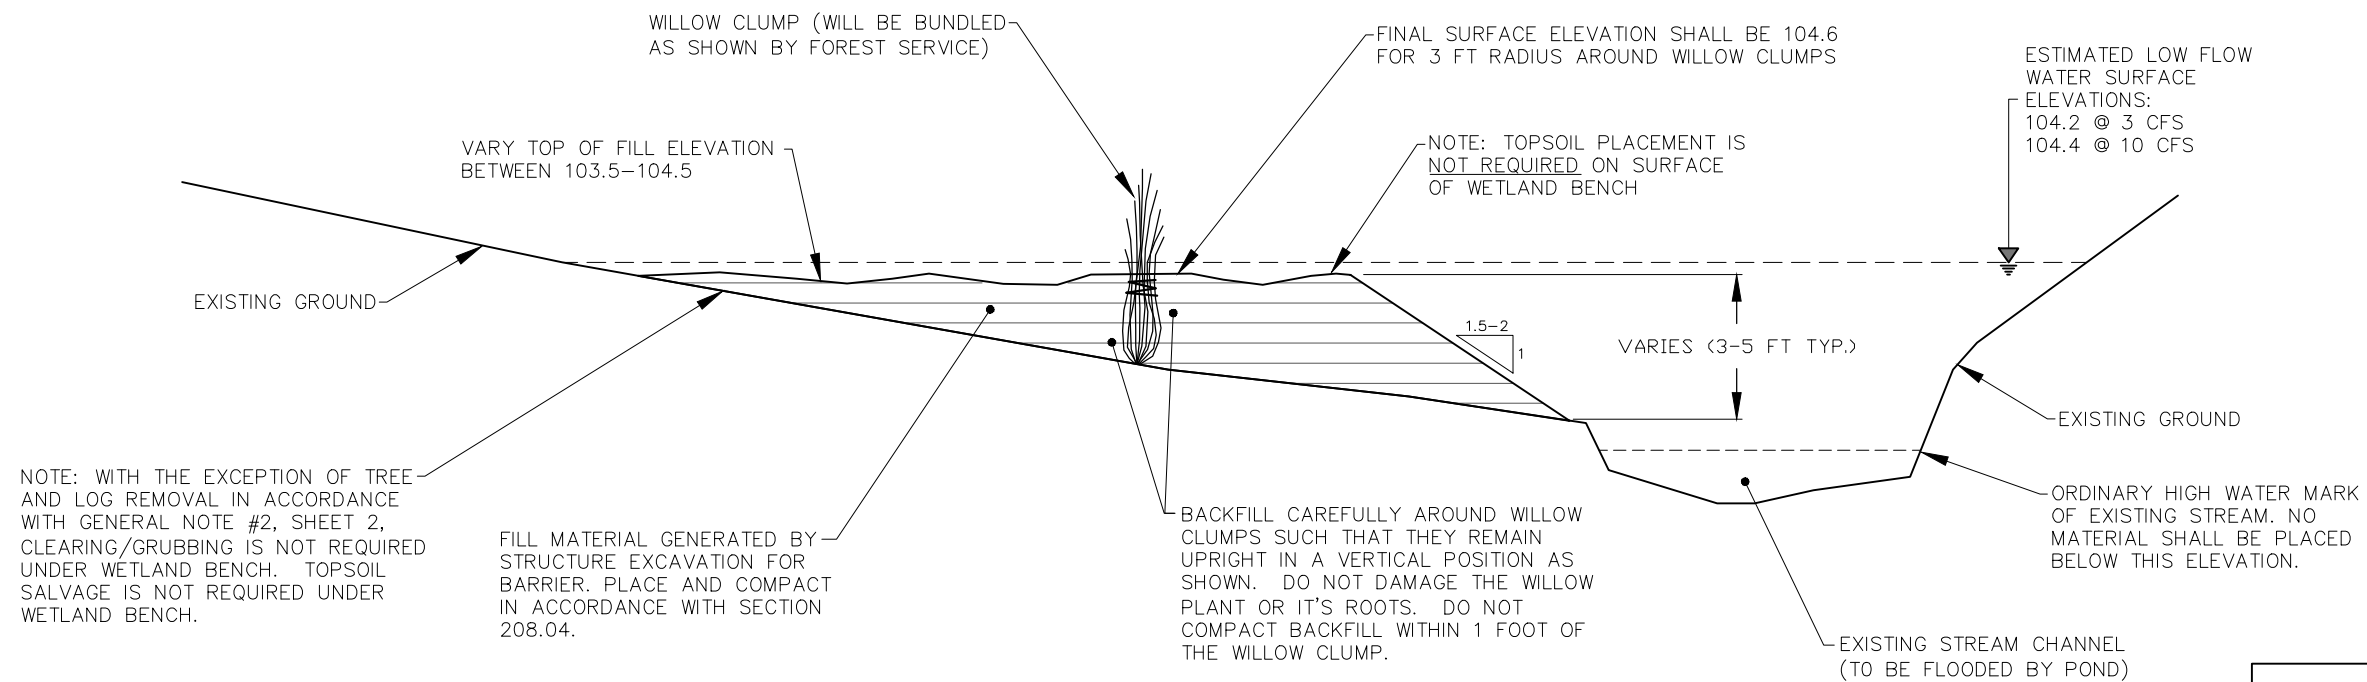 WILLOW CLUMP (WILL BE BUNDLED
AS SHOWN BY FOREST SERVICE)
FINAL SURFACE ELEVATION SHALL BE 104.6
FOR 3 FT RADIUS AROUND WILLOW CLUMPS
ESTIMATED LOW FLOW
WATER SURFACE
ELEVATIONS:
104.2 @ 3 CFS
104.4 @ 10 CFS
VARY TOP OF FILL ELEVATION
BETWEEN 103.5-104.5
NOTE: TOPSOIL PLACEMENT IS
NOT REQUIRED ON SURFACE
OF WETLAND BENCH
EXISTING GROUND
1.5-2
1
VARIES (3-5 FT TYP.)
EXISTING GROUND
NOTE: WITH THE EXCEPTION OF TREE
AND LOG REMOVAL IN ACCORDANCE
WITH GENERAL NOTE #2, SHEET 2,
CLEARING/GRUBBING IS NOT REQUIRED
UNDER WETLAND BENCH. TOPSOIL
SALVAGE IS NOT REQUIRED UNDER
WETLAND BENCH.
FILL MATERIAL GENERATED BY
STRUCTURE EXCAVATION FOR
BARRIER. PLACE AND COMPACT
IN ACCORDANCE WITH SECTION
208.04.
BACKFILL CAREFULLY AROUND WILLOW
CLUMPS SUCH THAT THEY REMAIN
UPRIGHT IN A VERTICAL POSITION AS
SHOWN. DO NOT DAMAGE THE WILLOW
PLANT OR IT'S ROOTS. DO NOT
COMPACT BACKFILL WITHIN 1 FOOT OF
THE WILLOW CLUMP.
ORDINARY HIGH WATER MARK
OF EXISTING STREAM. NO
MATERIAL SHALL BE PLACED
BELOW THIS ELEVATION.
EXISTING STREAM CHANNEL
(TO BE FLOODED BY POND)